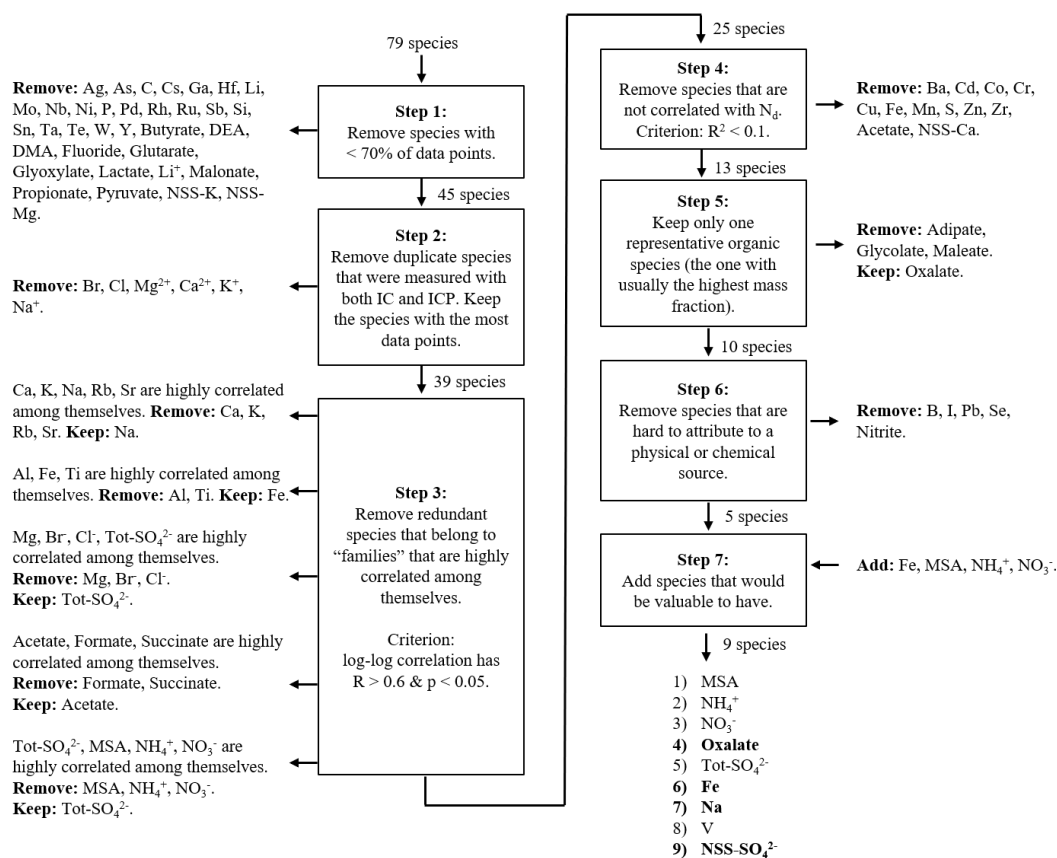 79 species
Remove: Ag, As, C, Cs, Ga, Hf, Li,
Mo, Nb, Ni, P, Pd, Rh, Ru, Sb, Si,
Sn, Ta, Te, W, Y, Butyrate, DEA,
DMA, Fluoride, Glutarate,
Glyoxylate, Lactate, Li⁺, Malonate,
Propionate, Pyruvate, NSS-K, NSS-
Mg.
Step 1:
Remove species with
< 70% of data points.
45 species
Step 2:
Remove duplicate species
that were measured with
both IC and ICP. Keep
the species with the most
data points.
Remove: Br, Cl, Mg²⁺, Ca²⁺, K⁺,
Na⁺.
39 species
Ca, K, Na, Rb, Sr are highly correlated
among themselves. Remove: Ca, K,
Rb, Sr. Keep: Na.
Al, Fe, Ti are highly correlated among
themselves. Remove: Al, Ti. Keep: Fe.
Mg, Br⁻, Cl⁻, Tot-SO₄²⁻ are highly
correlated among themselves.
Remove: Mg, Br⁻, Cl⁻.
Keep: Tot-SO₄²⁻.
Acetate, Formate, Succinate are highly
correlated among themselves.
Remove: Formate, Succinate.
Keep: Acetate.
Tot-SO₄²⁻, MSA, NH₄⁺, NO₃⁻ are
highly correlated among themselves.
Remove: MSA, NH₄⁺, NO₃⁻.
Keep: Tot-SO₄²⁻.
Step 3:
Remove redundant
species that belong to
“families” that are highly
correlated among
themselves.
Criterion:
log-log correlation has
R > 0.6 & p < 0.05.
25 species
Step 4:
Remove species that are
not correlated with N_d.
Criterion: R² < 0.1.
Remove: Ba, Cd, Co, Cr,
Cu, Fe, Mn, S, Zn, Zr,
Acetate, NSS-Ca.
13 species
Step 5:
Keep only one
representative organic
species (the one with
usually the highest mass
fraction).
Remove: Adipate,
Glycolate, Maleate.
Keep: Oxalate.
10 species
Step 6:
Remove species that are
hard to attribute to a
physical or chemical
source.
Remove: B, I, Pb, Se,
Nitrite.
5 species
Step 7:
Add species that would
be valuable to have.
Add: Fe, MSA, NH₄⁺, NO₃⁻.
9 species
1) MSA
2) NH₄⁺
3) NO₃⁻
4) Oxalate
5) Tot-SO₄²⁻
6) Fe
7) Na
8) V
9) NSS-SO₄²⁻